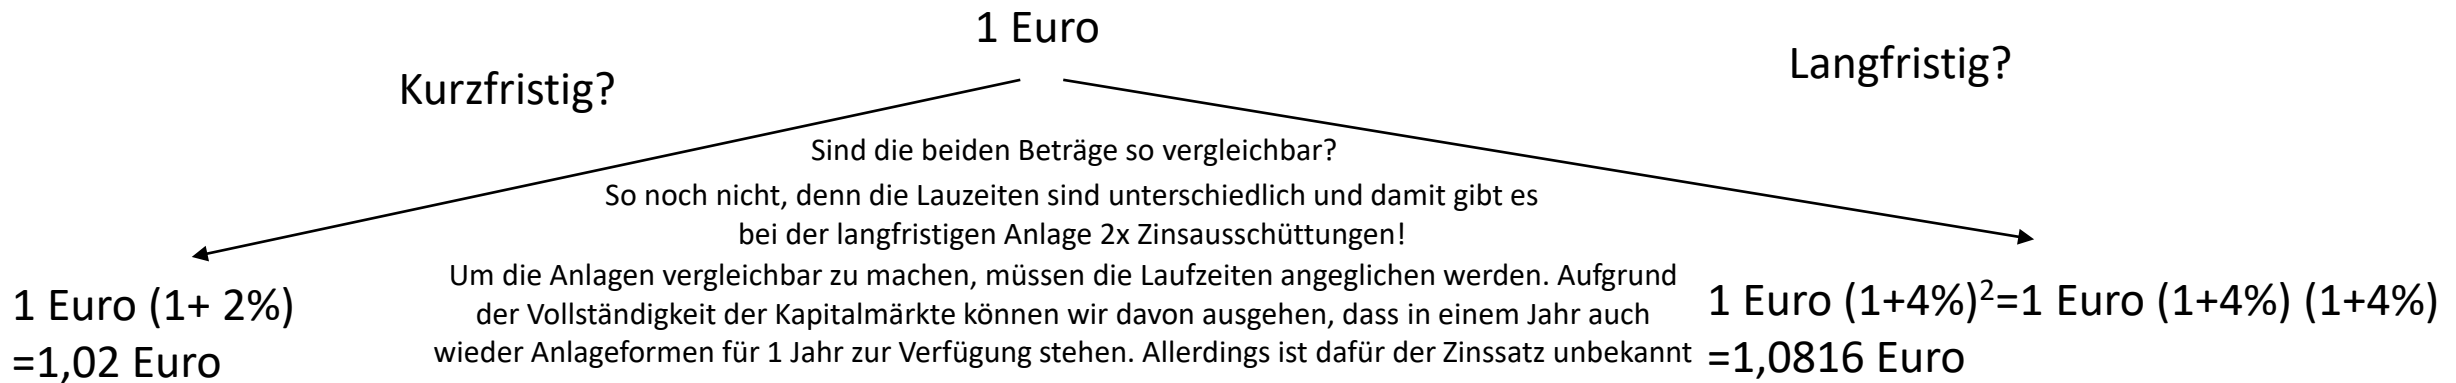 1 Euro
Kurzfristig?
Langfristig?
Sind die beiden Beträge so vergleichbar?
So noch nicht, denn die Lauzeiten sind unterschiedlich und damit gibt es
bei der langfristigen Anlage 2x Zinsausschüttungen!
Um die Anlagen vergleichbar zu machen, müssen die Laufzeiten angeglichen werden. Aufgrund
der Vollständigkeit der Kapitalmärkte können wir davon ausgehen, dass in einem Jahr auch
wieder Anlageformen für 1 Jahr zur Verfügung stehen. Allerdings ist dafür der Zinssatz unbekannt
1 Euro (1+ 2%)
=1,02 Euro
1 Euro (1+4%)²=1 Euro (1+4%) (1+4%)
=1,0816 Euro